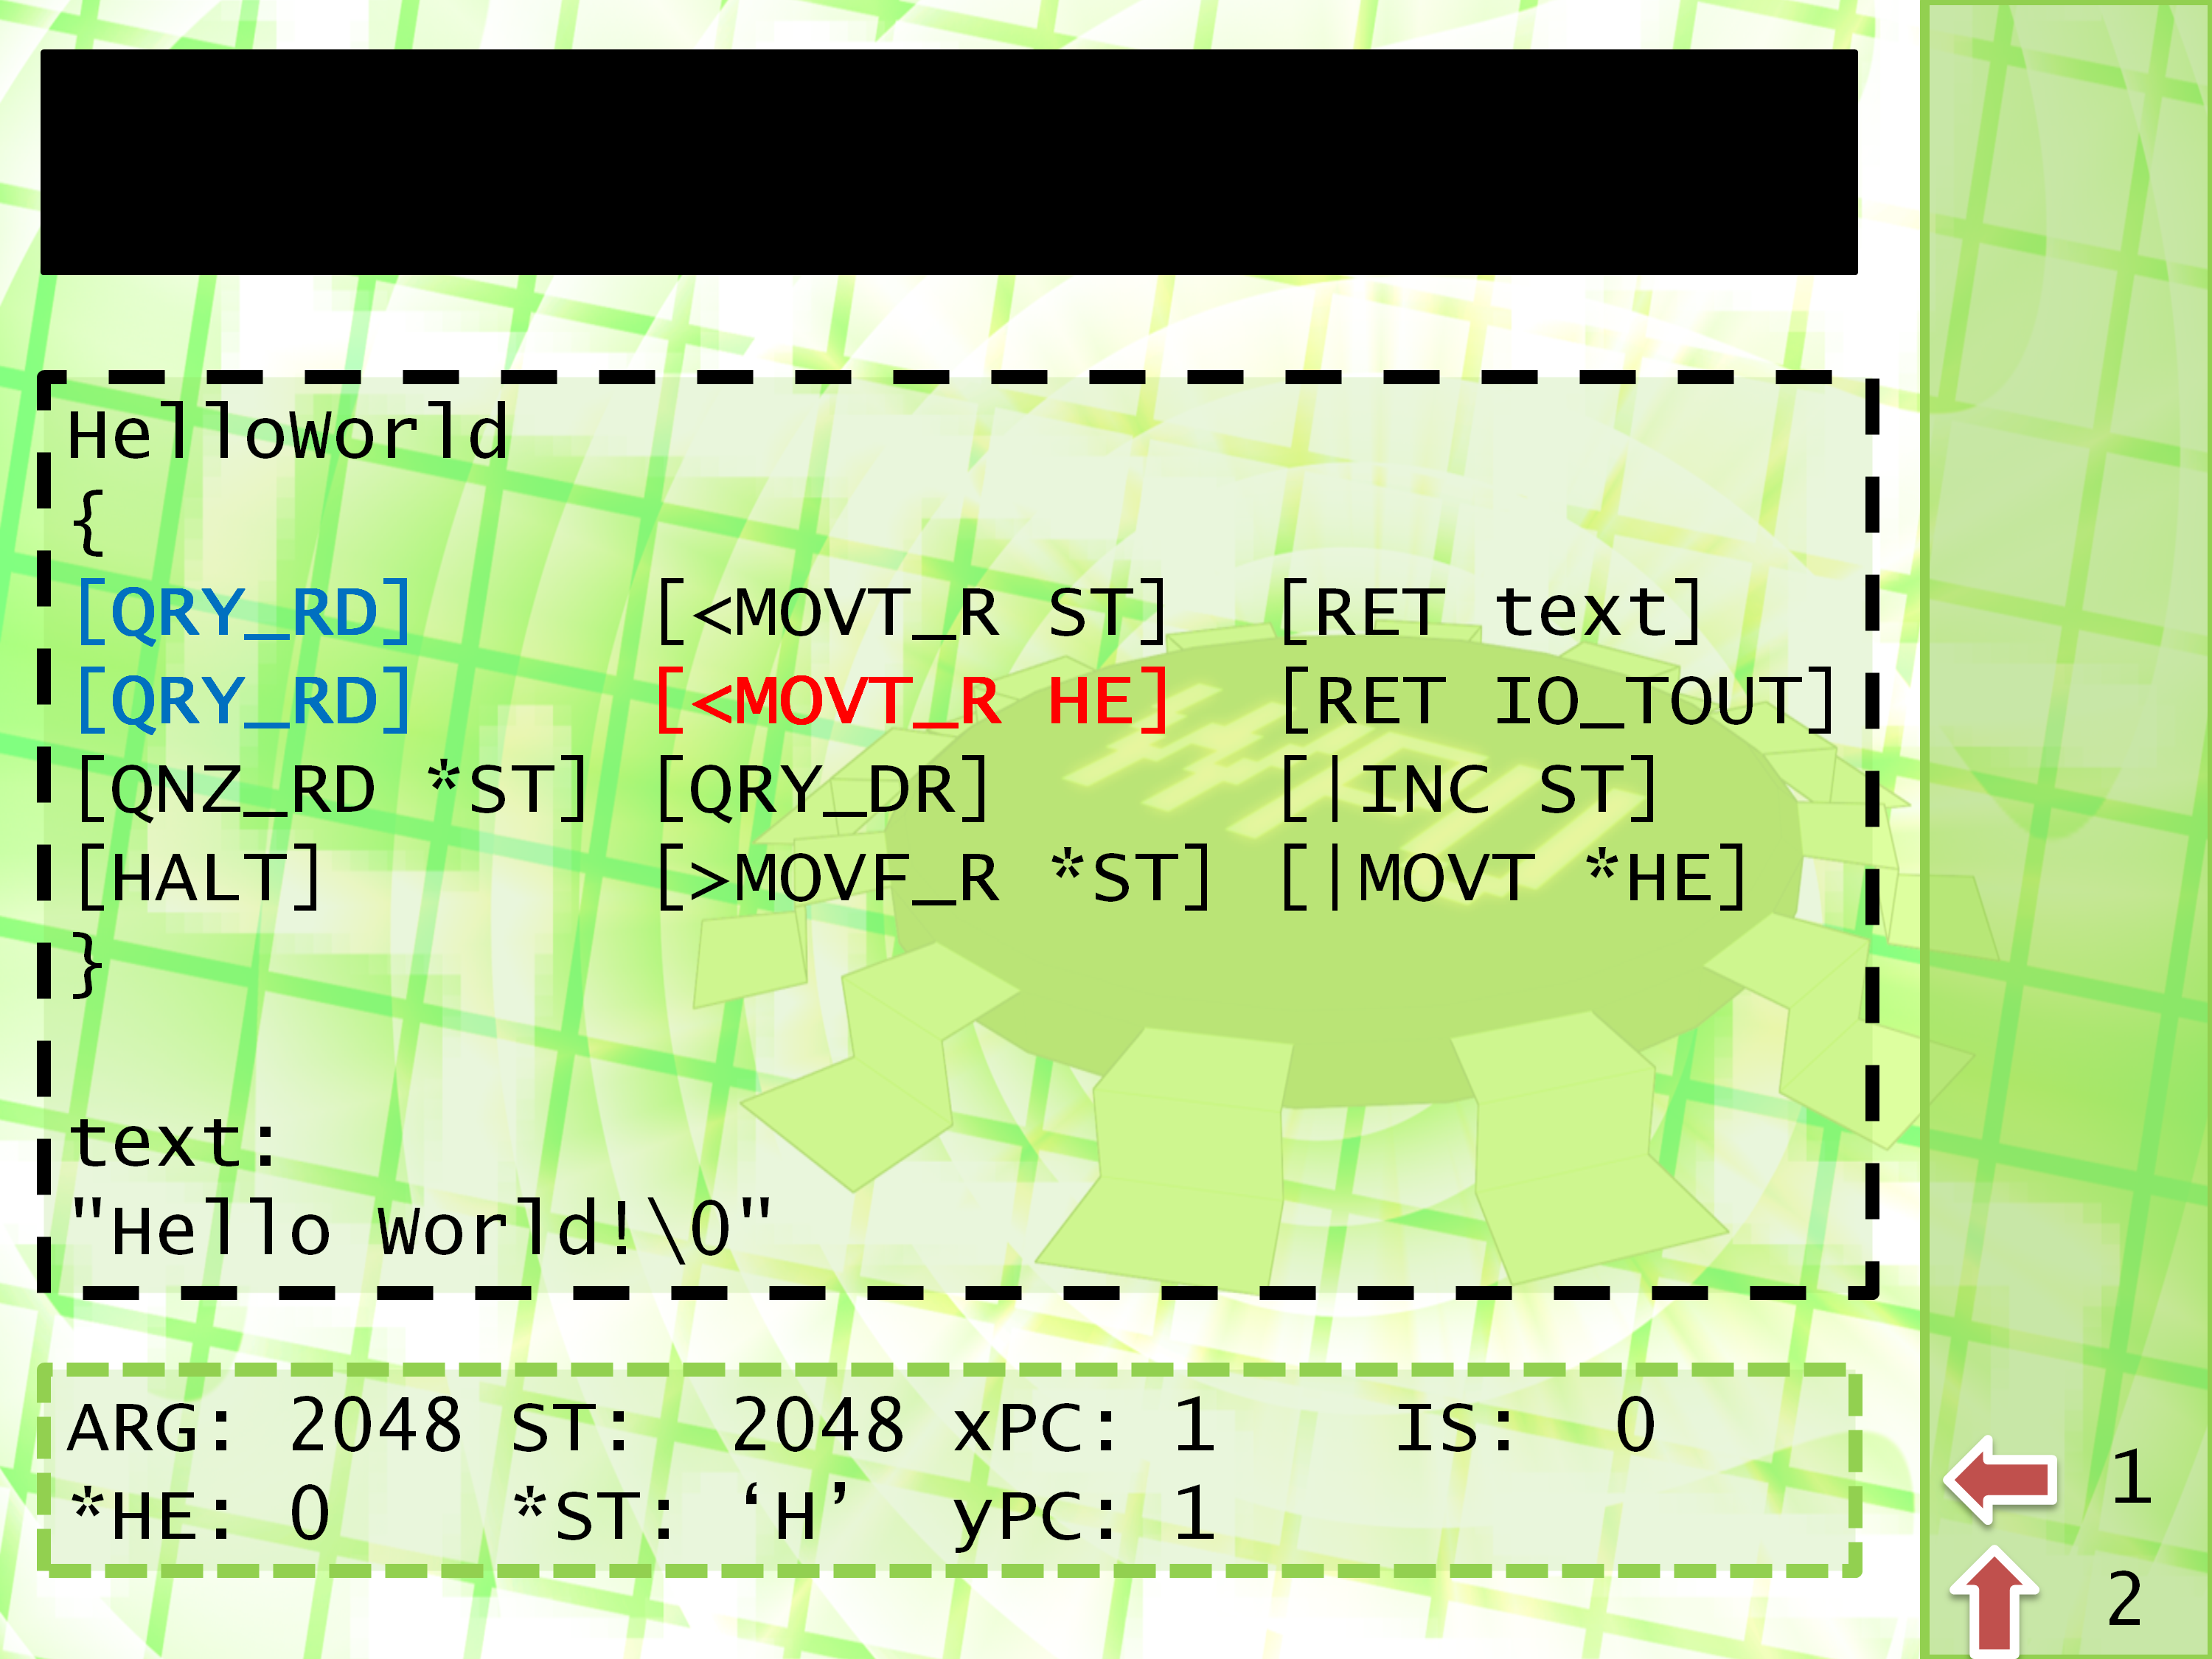 HelloWorld
{
[QRY_RD] [<MOVT_R ST] [RET text]
[QRY_RD] [<MOVT_R HE] [RET IO_TOUT]
[QNZ_RD *ST] [QRY_DR] [|INC ST]
[HALT] [>MOVF_R *ST] [|MOVT *HE]
}
text:
"Hello World!\0"
ARG: 2048 ST: 2048 xPC: 1 IS: 0
*HE: 0 *ST: ‘H’ yPC: 1
1
2